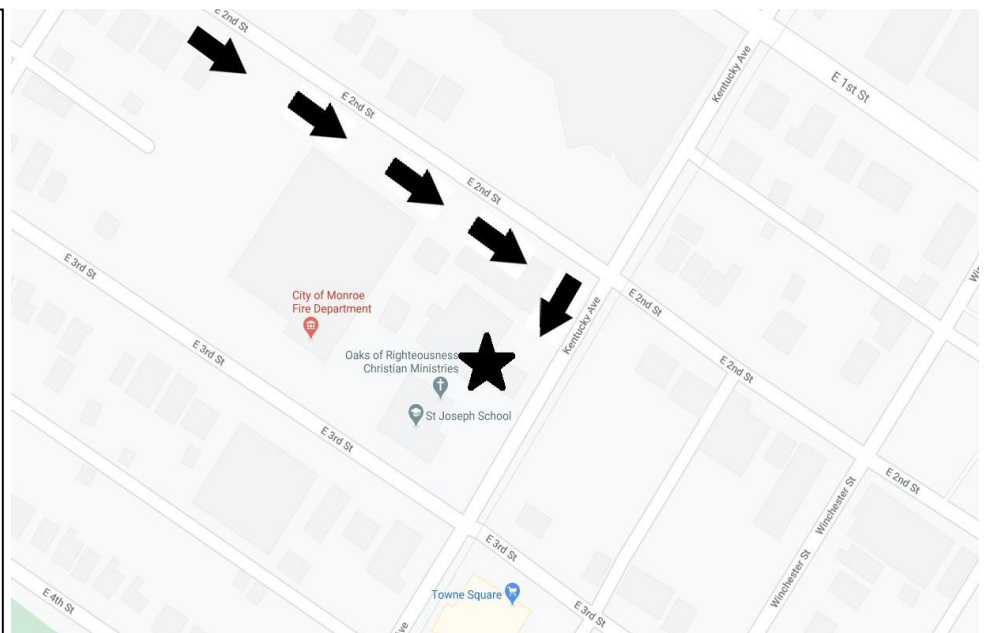 E 2nd St
Kentucky Ave
E 1st St
E 2nd St
E 2nd St
E 3rd St
City of Monroe
Fire Department
E 2nd St
Kentucky Ave
E 3rd St
Oaks of Righteousness
Christian Ministries
E 2nd St
St Joseph School
E 3rd St
E 2nd St
Winchester St
E 3rd St
Winchester St
Towne Square
E 4th St
E 3rd St